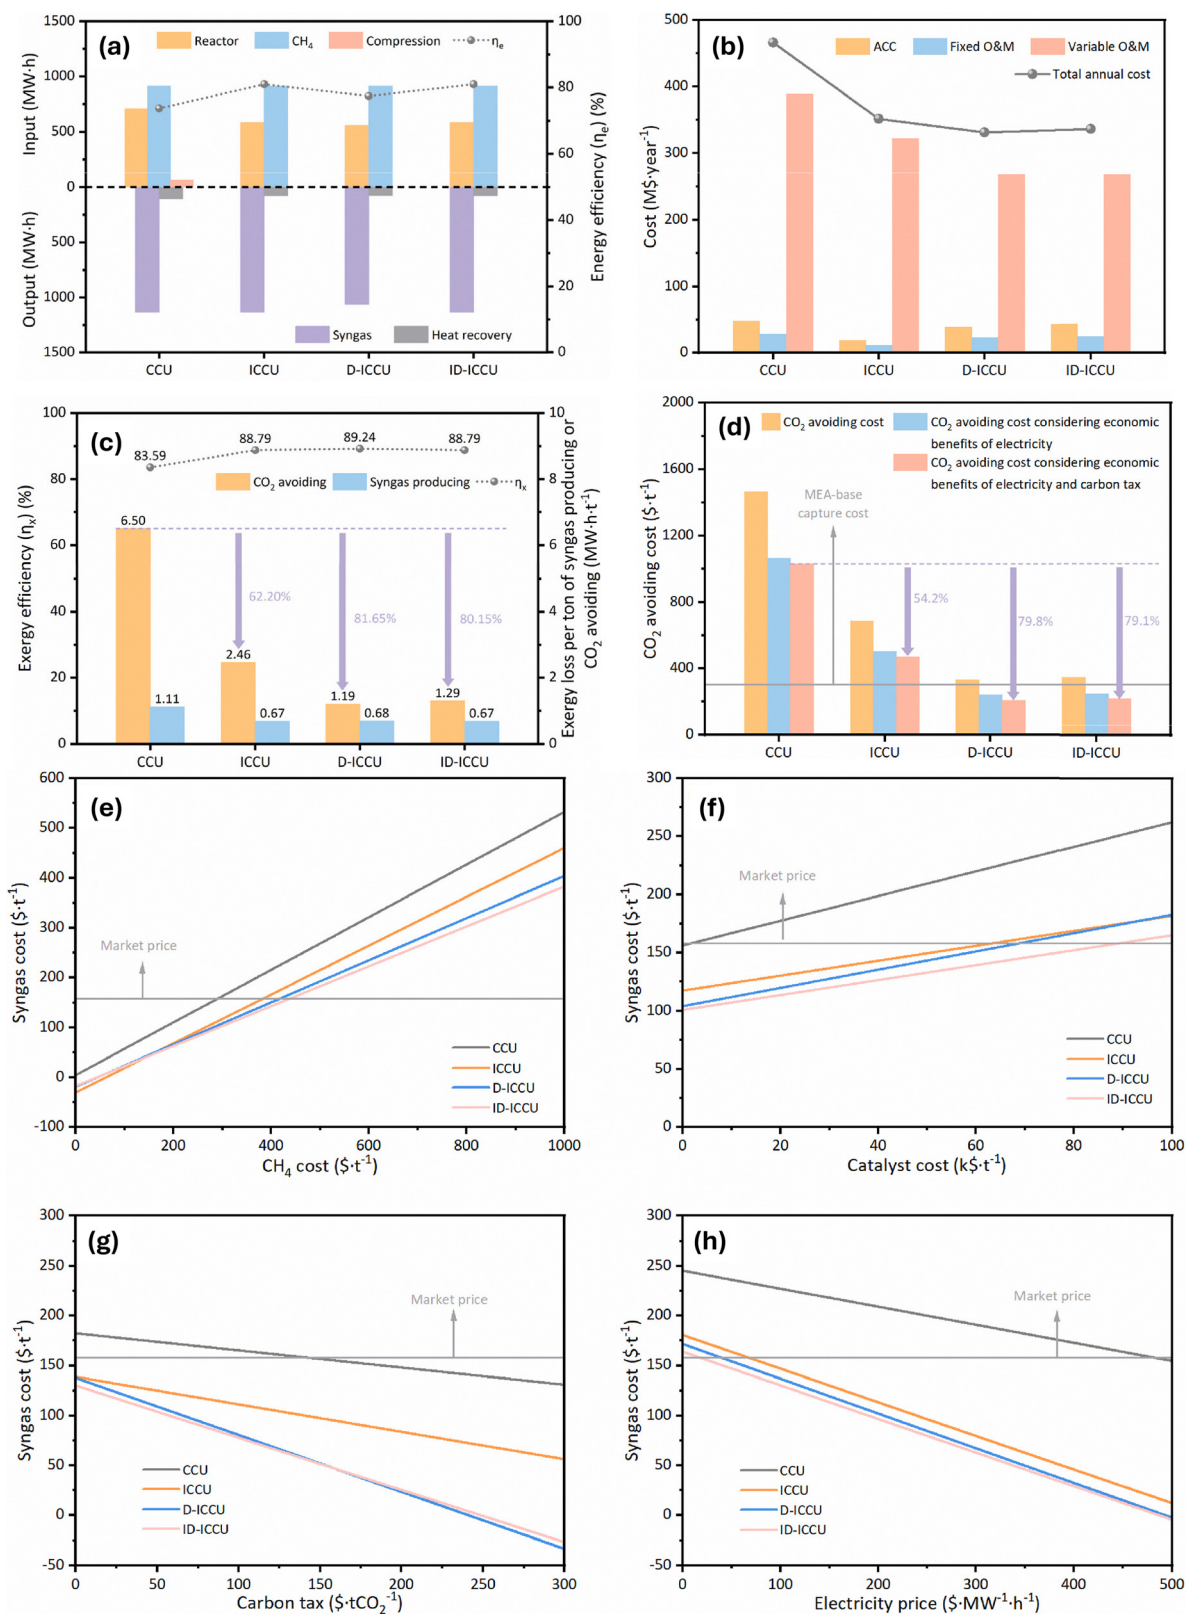 (a)
Reactor CH4 Compression ηe
Input (MW·h)
Output (MW·h)
1500
1000
500
0
500
1000
1500
Syngas Heat recovery
CCU ICCU D-ICCU ID-ICCU
100
80
60
40
20
0
Energy efficiency (ηe) (%)
(b)
ACC Fixed O&M Variable O&M
Total annual cost
Cost (M$·year-1)
500
400
300
200
100
0
CCU ICCU D-ICCU ID-ICCU
(c)
83.59 88.79 89.24 88.79
CO2 avoiding Syngas producing ηx
6.50
62.20% 81.65% 80.15%
2.46 1.19 1.29
1.11 0.67 0.68 0.67
Exergy efficiency (ηx) (%)
100
80
60
40
20
0
CCU ICCU D-ICCU ID-ICCU
10
8
6
4
2
0
Exergy loss per ton of syngas producing or
CO2 avoiding (MW·h·t-1)
(d)
CO2 avoiding cost
CO2 avoiding cost considering economic
benefits of electricity
CO2 avoiding cost considering economic
benefits of electricity and carbon tax
MEA-base
capture cost
54.2%
79.8%
79.1%
CO2 avoiding cost ($·t-1)
2000
1600
1200
800
400
0
CCU ICCU D-ICCU ID-ICCU
(e)
Market price
CCU
ICCU
D-ICCU
ID-ICCU
Syngas cost ($·t-1)
600
500
400
300
200
100
0
-100
0 200 400 600 800 1000
CH4 cost ($·t-1)
(f)
Market price
CCU
ICCU
D-ICCU
ID-ICCU
Syngas cost ($·t-1)
300
250
200
150
100
50
0
0 20 40 60 80 100
Catalyst cost (k$·t-1)
(g)
Market price
CCU
ICCU
D-ICCU
ID-ICCU
Syngas cost ($·t-1)
300
250
200
150
100
50
0
-50
0 50 100 150 200 250 300
Carbon tax ($·tCO2-1)
(h)
Market price
CCU
ICCU
D-ICCU
ID-ICCU
Syngas cost ($·t-1)
300
250
200
150
100
50
0
-50
0 100 200 300 400 500
Electricity price ($·MW-1·h-1)